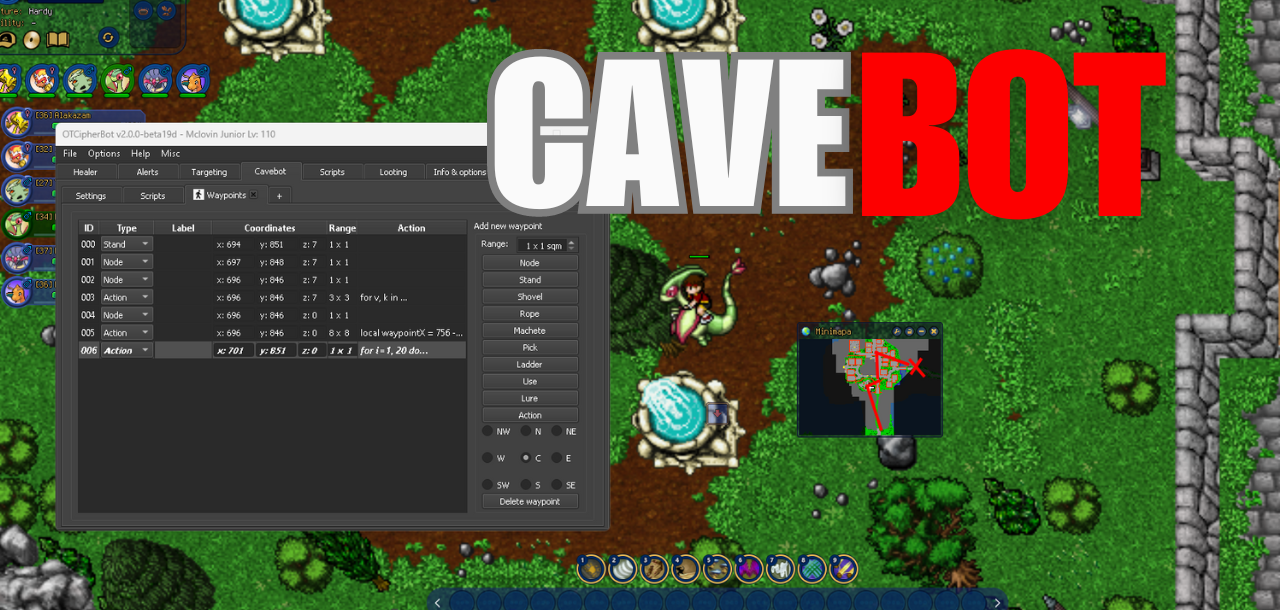 ture: Hardy
ility: -
CAVEBOT
[36] Alakazam
[32]
[27]
[34]
[37]
[36]
OTCipherBot v2.0.0-beta19d - Mclovin Junior Lv: 110
File Options Help Misc
Healer Alerts Targeting Cavebot Scripts Looting Info & options
Settings Scripts Waypoints +
ID Type Label Coordinates Range Action
000 Stand x: 694 y: 851 z: 7 1 x 1
001 Node x: 697 y: 848 z: 7 1 x 1
002 Node x: 696 y: 846 z: 7 1 x 1
003 Action x: 696 y: 846 z: 7 3 x 3 for v, k in ...
004 Node x: 696 y: 846 z: 0 1 x 1
005 Action x: 696 y: 846 z: 0 8 x 8 local waypointX = 756 -...
006 Action x: 701 y: 851 z: 0 1 x 1 for i = 1, 20 do...
Add new waypoint
Range: 1 x 1 sqm
Node
Stand
Shovel
Rope
Machete
Pick
Ladder
Use
Lure
Action
NW N NE
W C E
SW S SE
Delete waypoint
Minimapa
1 2 3 4 5 6 7 8 9